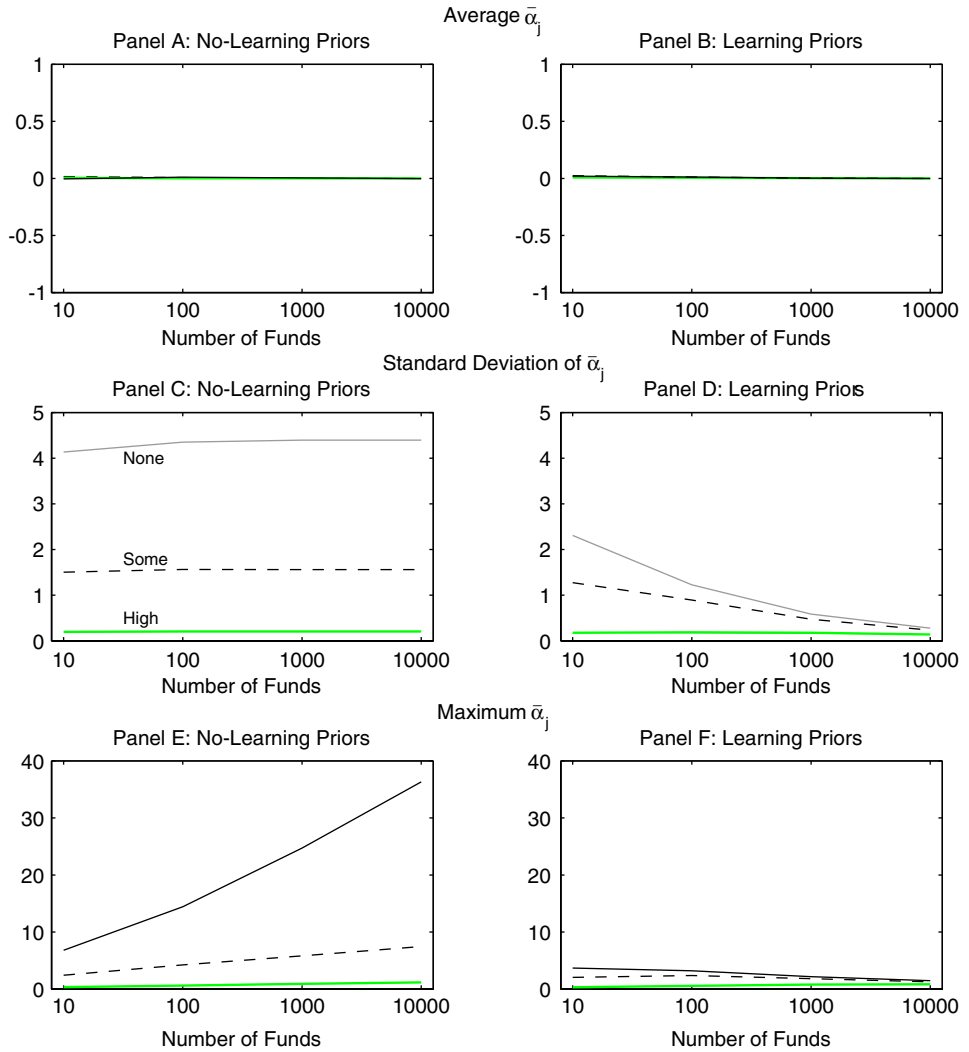 Average ᾱj
Panel A: No-Learning Priors
1
0.5
0
-0.5
-1
10 100 1000 10000
Number of Funds
Panel B: Learning Priors
1
0.5
0
-0.5
-1
10 100 1000 10000
Number of Funds
Standard Deviation of ᾱj
Panel C: No-Learning Priors
5
4
3
2
1
0
None
Some
High
10 100 1000 10000
Number of Funds
Panel D: Learning Priors
5
4
3
2
1
0
10 100 1000 10000
Number of Funds
Maximum ᾱj
Panel E: No-Learning Priors
40
30
20
10
0
10 100 1000 10000
Number of Funds
Panel F: Learning Priors
40
30
20
10
0
10 100 1000 10000
Number of Funds